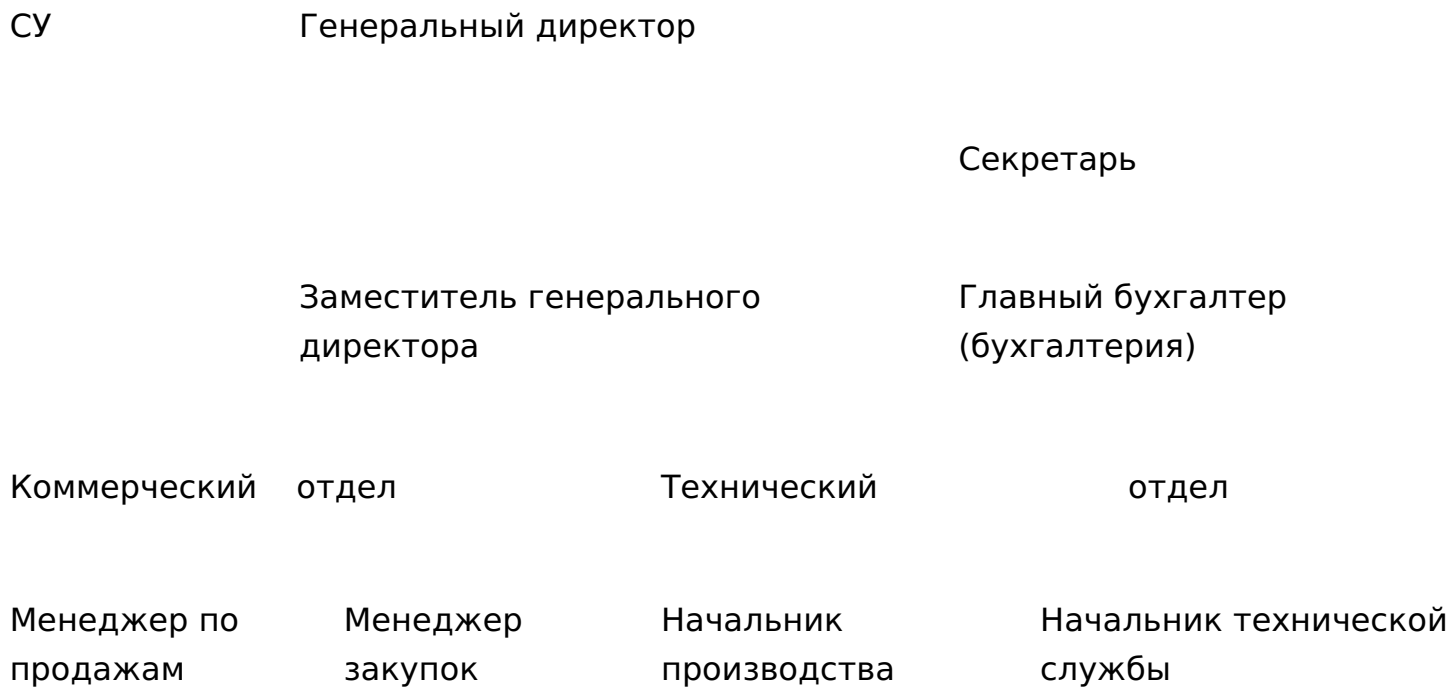 СУ Генеральный директор
Секретарь
Заместитель генерального Главный бухгалтер
директора (бухгалтерия)
Коммерческий отдел Технический отдел
Менеджер по Менеджер Начальник Начальник технической
продажам закупок производства службы